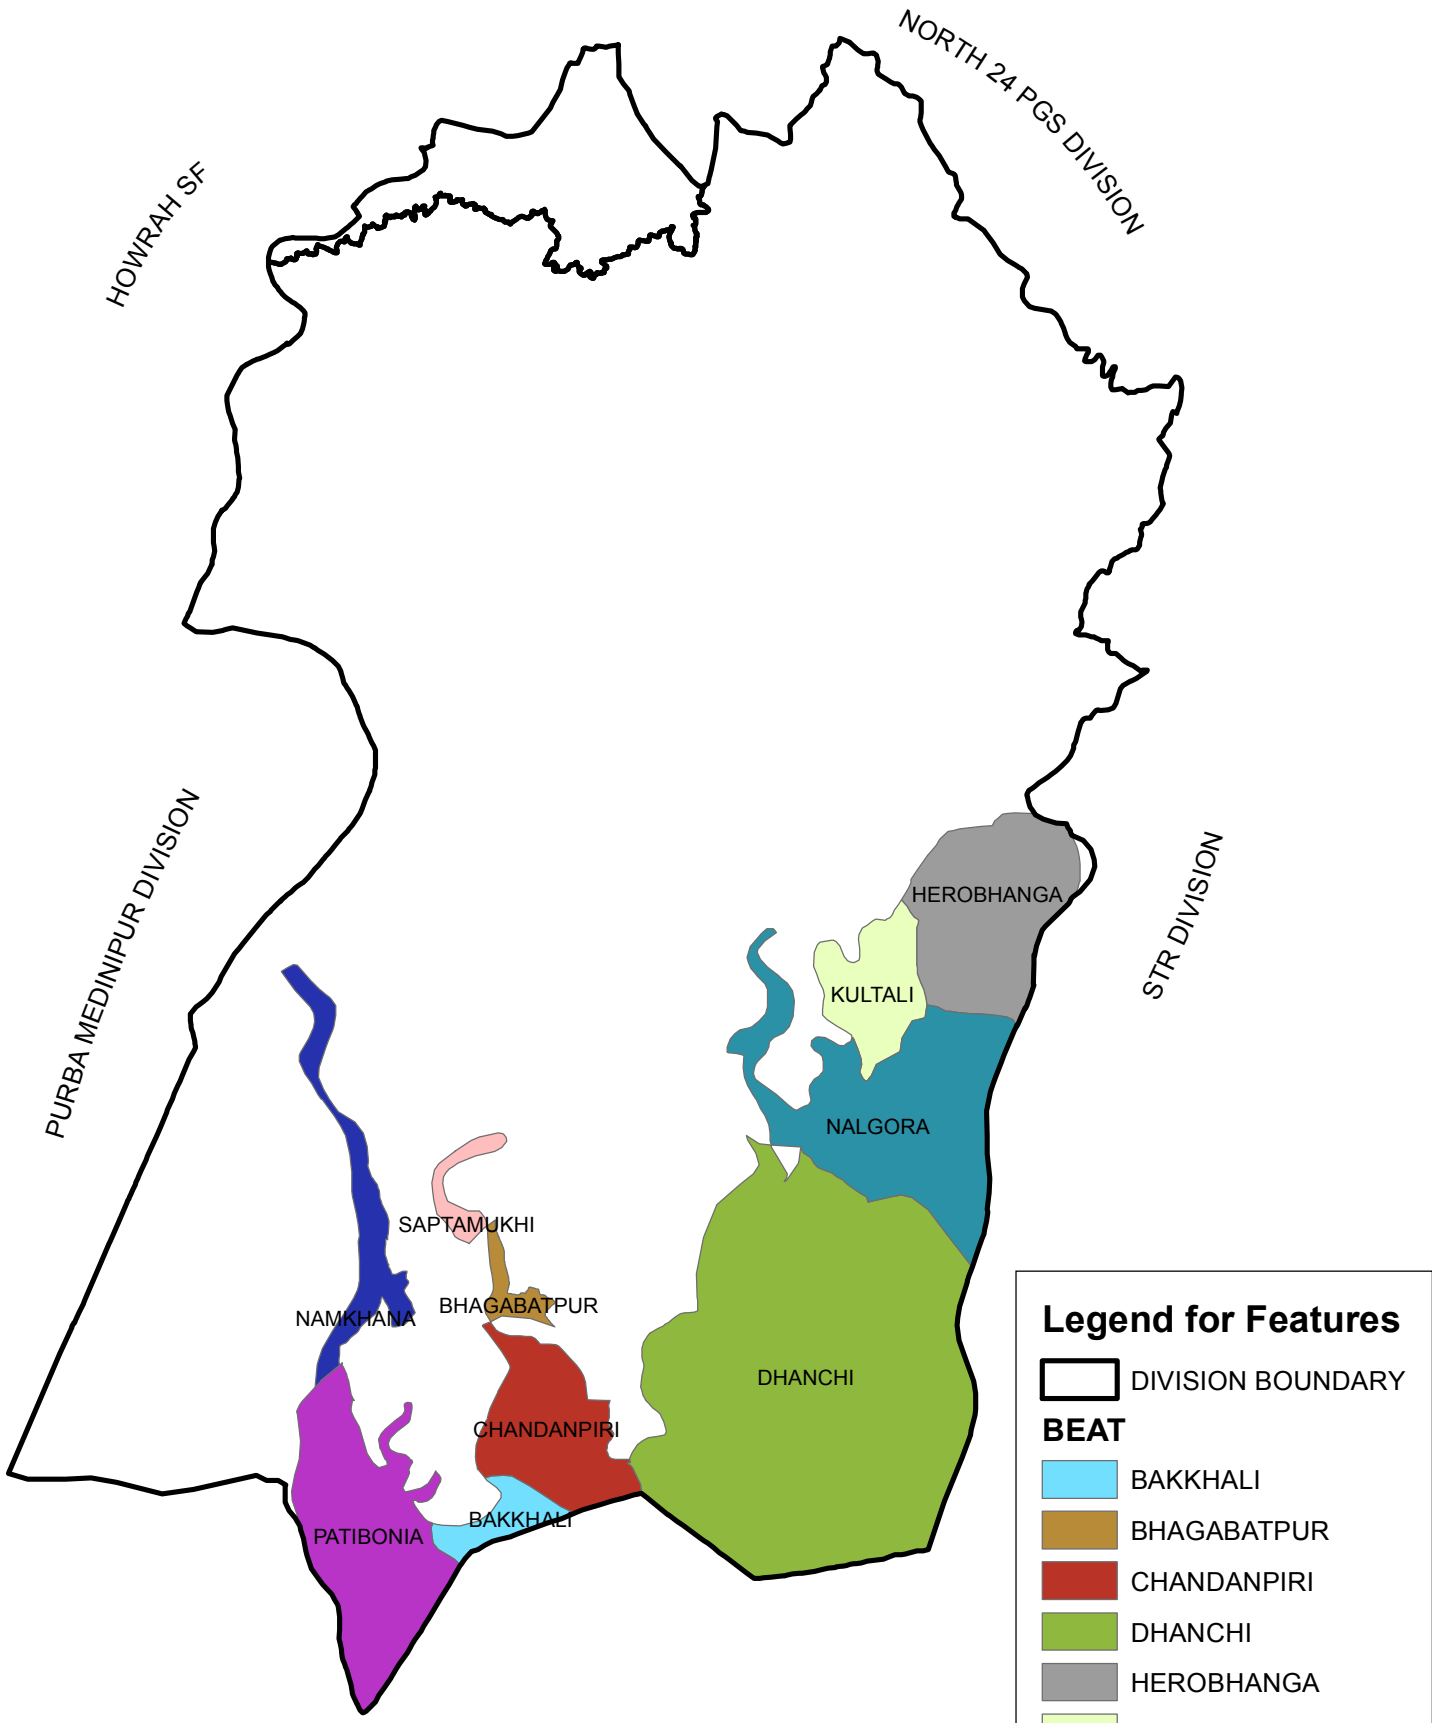 NORTH 24 PGS DIVISION
HOWRAH SF
PURBA MEDINIPUR DIVISION
STR DIVISION
HEROBHANGA
KULTALI
NALGORA
SAPTAMUKHI
BHAGABATPUR
NAMKHANA
DHANCHI
CHANDANPIRI
BAKKHALI
PATIBONIA
Legend for Features
DIVISION BOUNDARY
BEAT
BAKKHALI
BHAGABATPUR
CHANDANPIRI
DHANCHI
HEROBHANGA